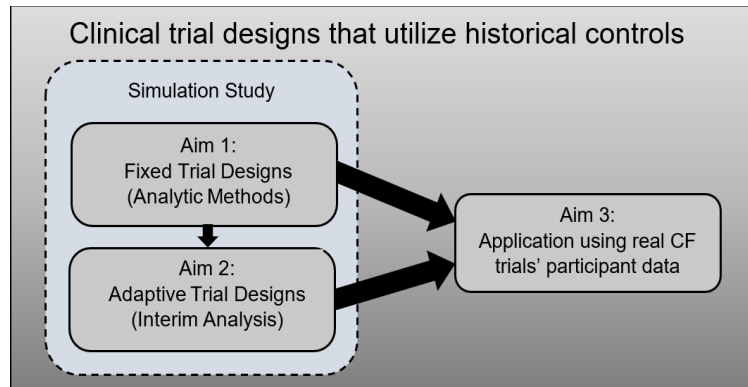 Clinical trial designs that utilize historical controls
Simulation Study
Aim 1:
Fixed Trial Designs
(Analytic Methods)
Aim 2:
Adaptive Trial Designs
(Interim Analysis)
Aim 3:
Application using real CF
trials' participant data